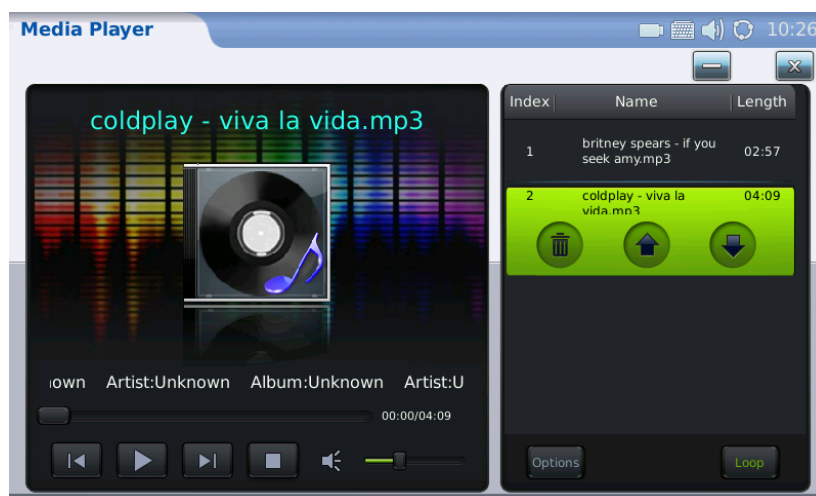 Media Player
10:26
coldplay - viva la vida.mp3
Artist:Unknown Album:Unknown Artist:U
00:00/04:09
Index Name Length
1 britney spears - if you seek amy.mp3 02:57
2 coldplay - viva la vida.mp3 04:09
Options
Loop